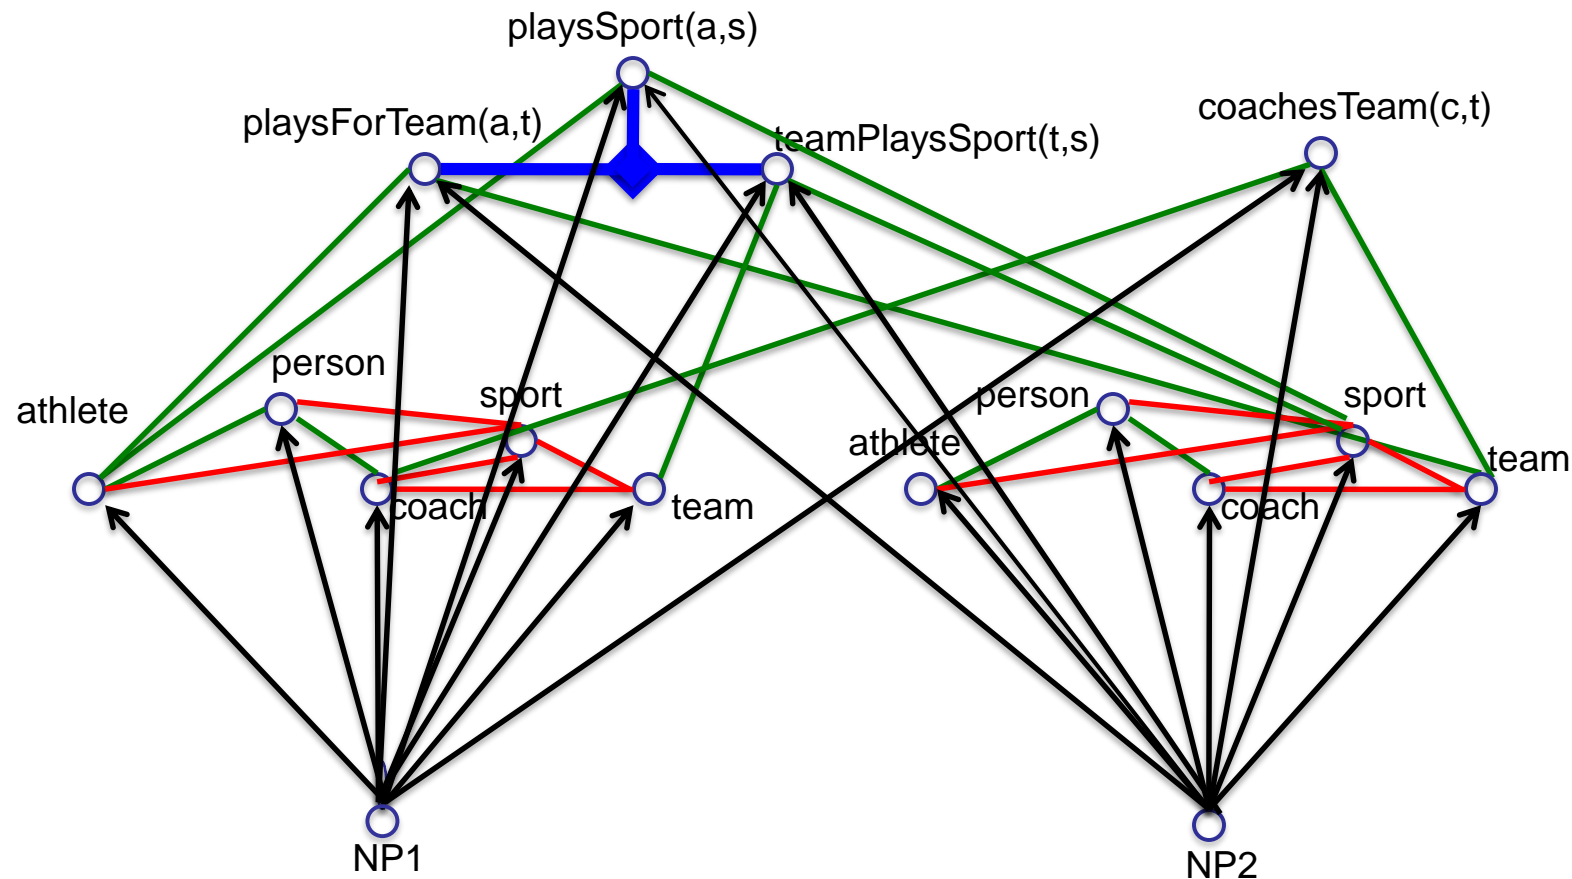 playsSport(a,s)
playsForTeam(a,t)
teamPlaysSport(t,s)
coachesTeam(c,t)
person
sport
athlete
coach
team
person
sport
athlete
team
coach
NP1
NP2